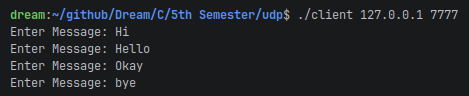 dream:~/github/Dream/C/5th Semester/udp$ ./client 127.0.0.1 7777
Enter Message: Hi
Enter Message: Hello
Enter Message: Okay
Enter Message: bye